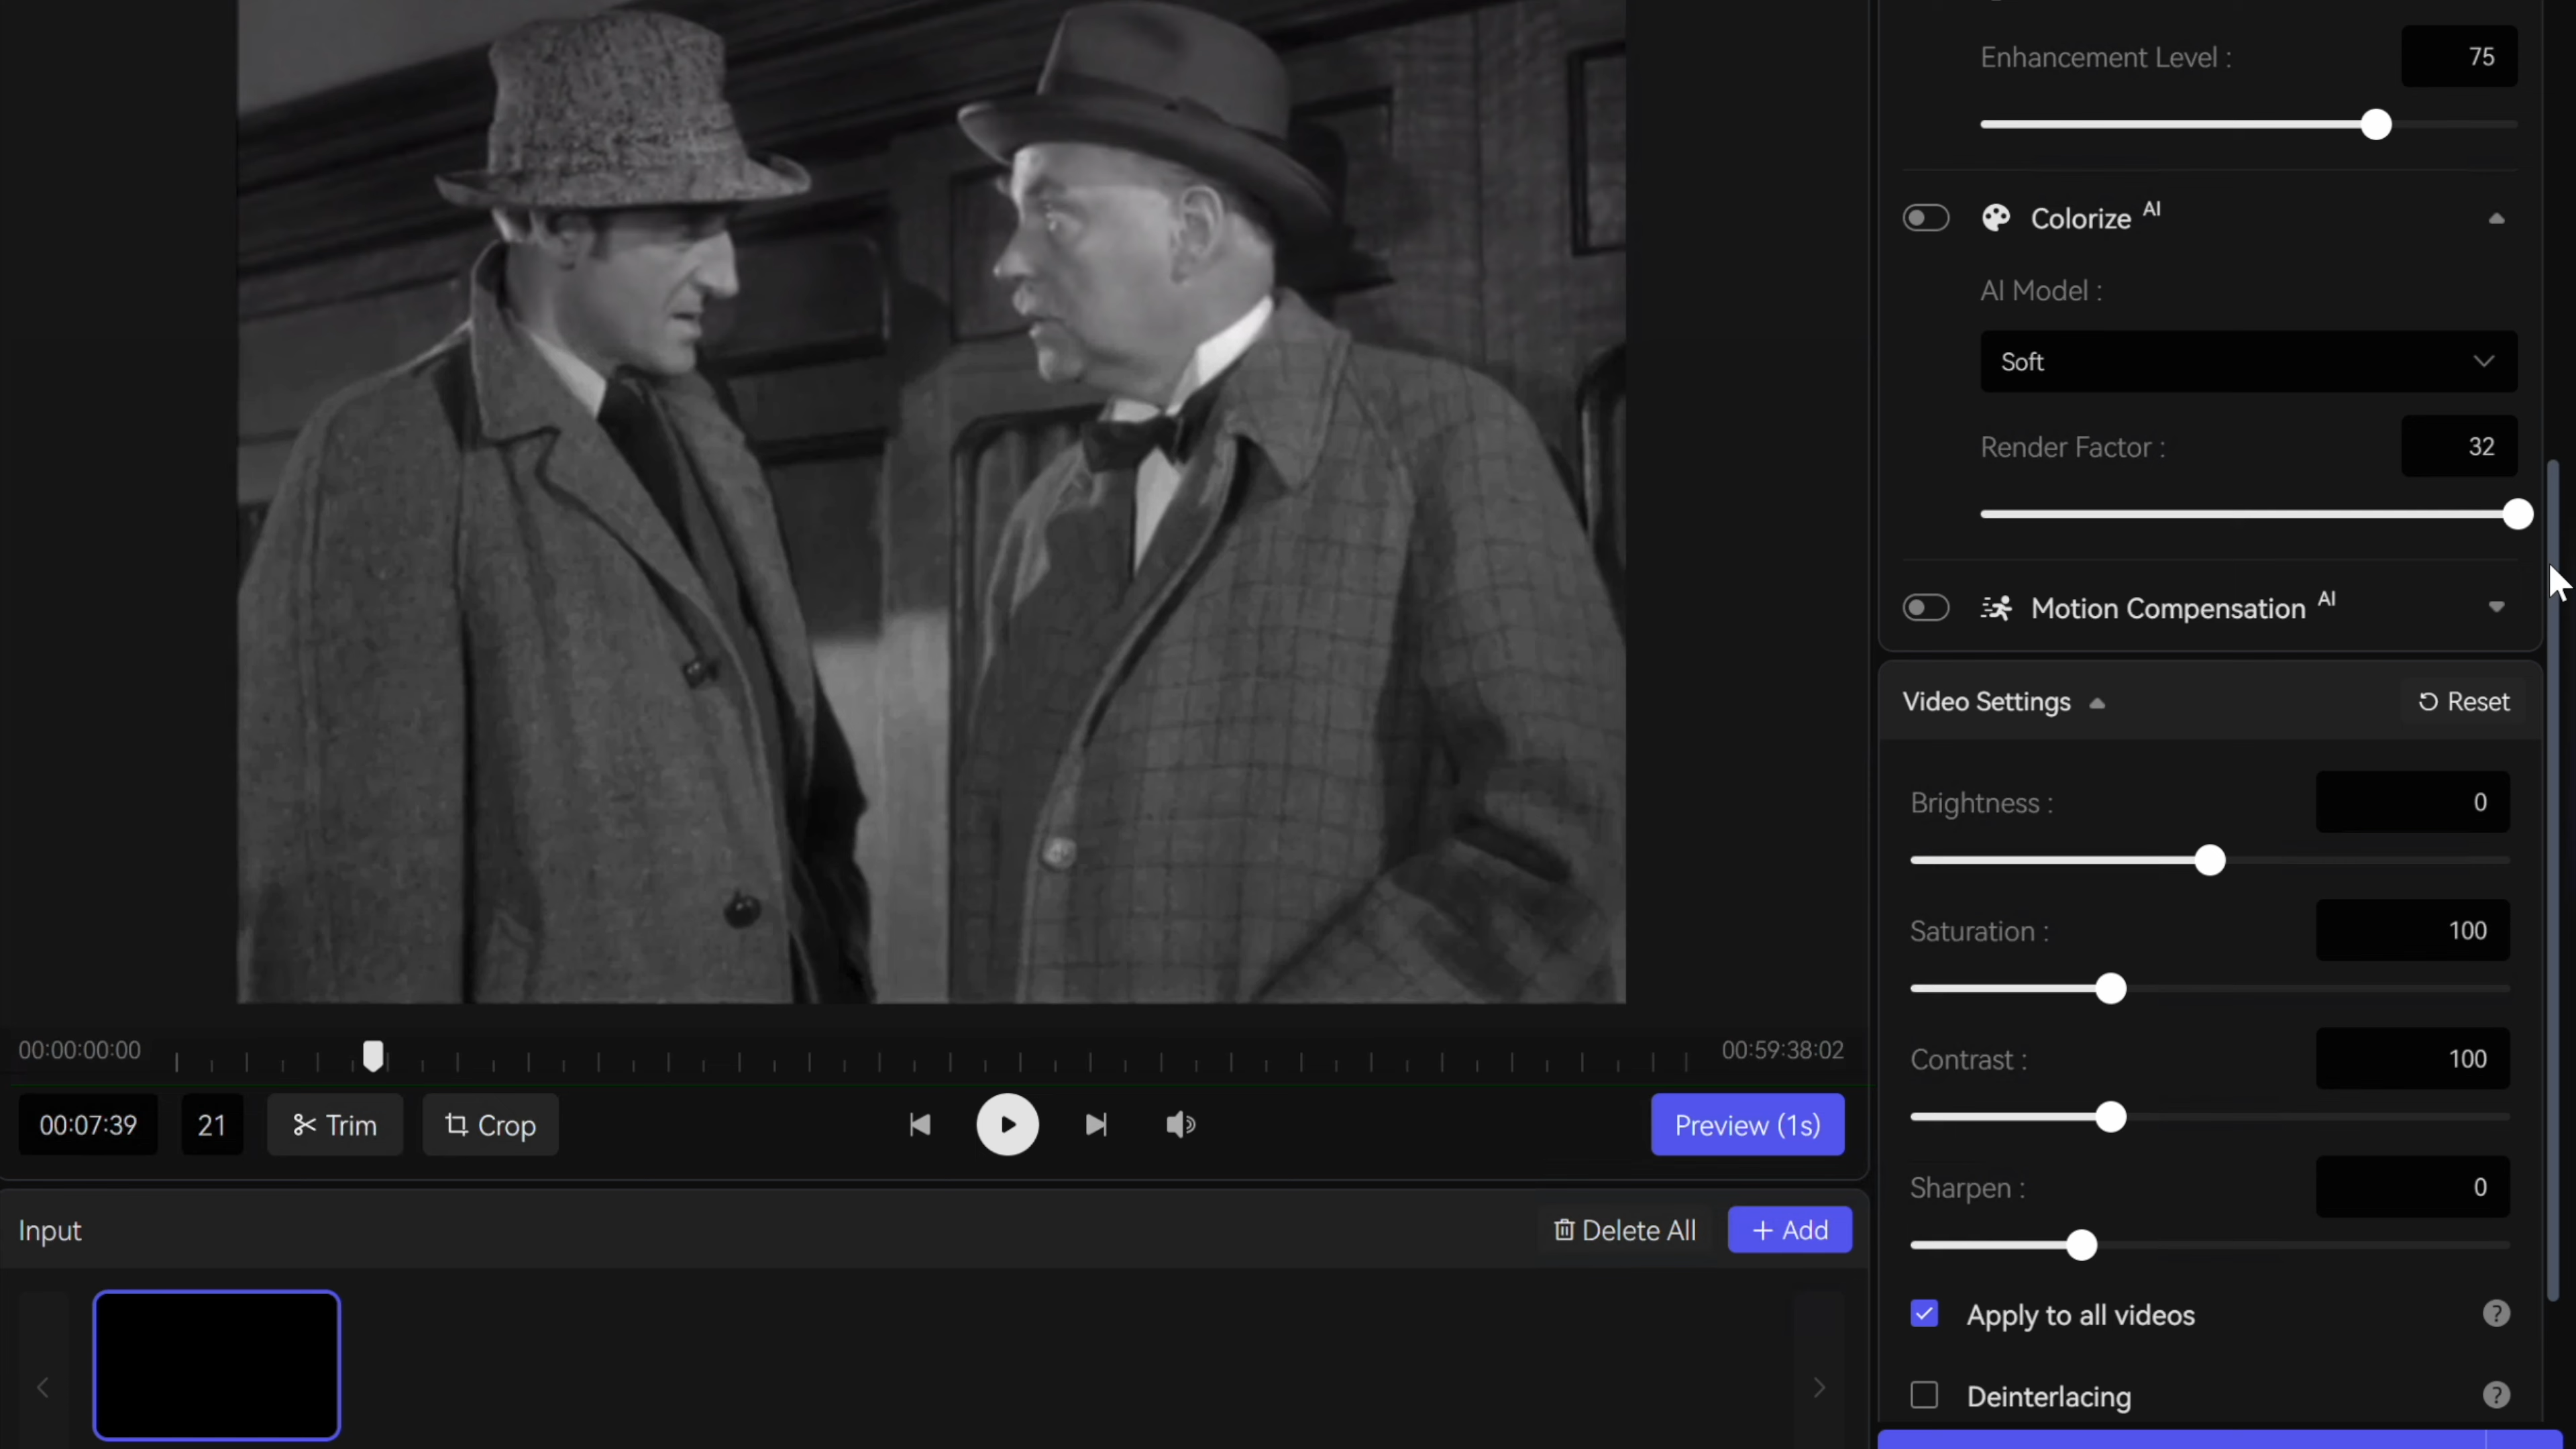 Enhancement Level :
75
Colorize AI
AI Model :
Soft
Render Factor :
32
Motion Compensation AI
Video Settings
Reset
Brightness :
0
Saturation :
100
Contrast :
100
Sharpen :
0
Apply to all videos
?
Deinterlacing
?
00:00:00:00
00:59:38:02
00:07:39
21
Trim
Crop
Preview (1s)
Input
Delete All
+ Add